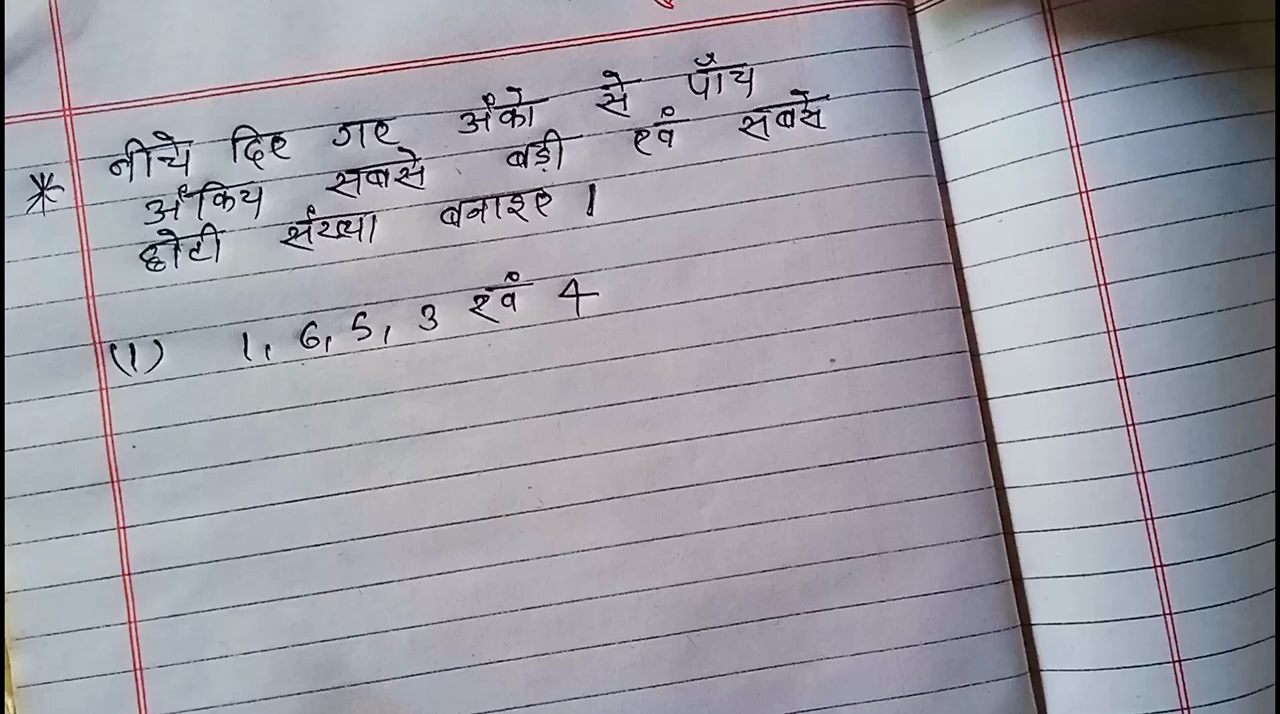 * नीचे दिए गए अंको से पाँच
अंकिय सबसे बड़ी एवं सबसे
छोटी संख्या बनाइए ।
(1) 1, 6, 5, 3 एवं 4